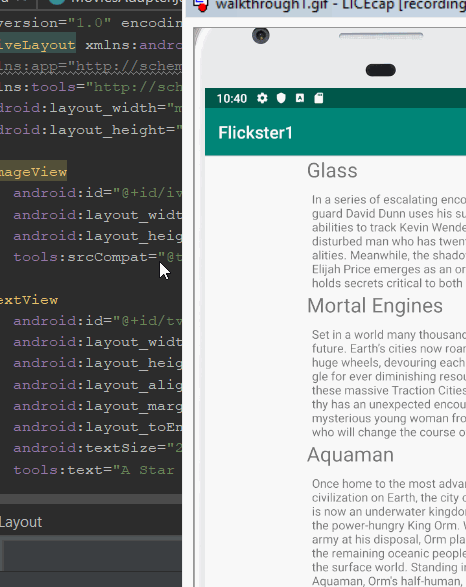 walkthrough1.gif - LICEcap [recording
version="1.0" encodin
iveLayout xmlns:andro
lns:app="http://schem
lns:tools="http://sch
droid:layout_width="m
droid:layout_height="
mageView
android:id="@+id/iv
android:layout_widt
android:layout_heig
tools:srcCompat="@t
extView
android:id="@+id/tv
android:layout_widt
android:layout_heig
android:layout_alig
android:layout_marg
android:layout_toEn
android:textSize="2
tools:text="A Star
Layout
10:40
Flickster1
Glass
In a series of escalating enco
guard David Dunn uses his su
abilities to track Kevin Wende
disturbed man who has twen
alities. Meanwhile, the shado
Elijah Price emerges as an or
holds secrets critical to both
Mortal Engines
Set in a world many thousand
future. Earth's cities now roar
huge wheels, devouring each
gle for ever diminishing resou
these massive Traction Cities
thy has an unexpected encou
mysterious young woman fro
who will change the course o
Aquaman
Once home to the most advan
civilization on Earth, the city o
is now an underwater kingdo
the power-hungry King Orm. W
army at his disposal, Orm pla
the remaining oceanic people
the surface world. Standing i
Aquaman, Orm's half-human,